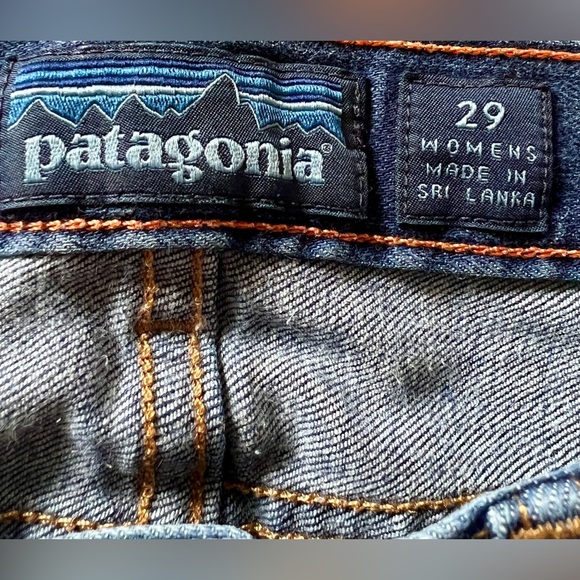 patagonia®
29
WOMENS
MADE IN
SRI LANKA